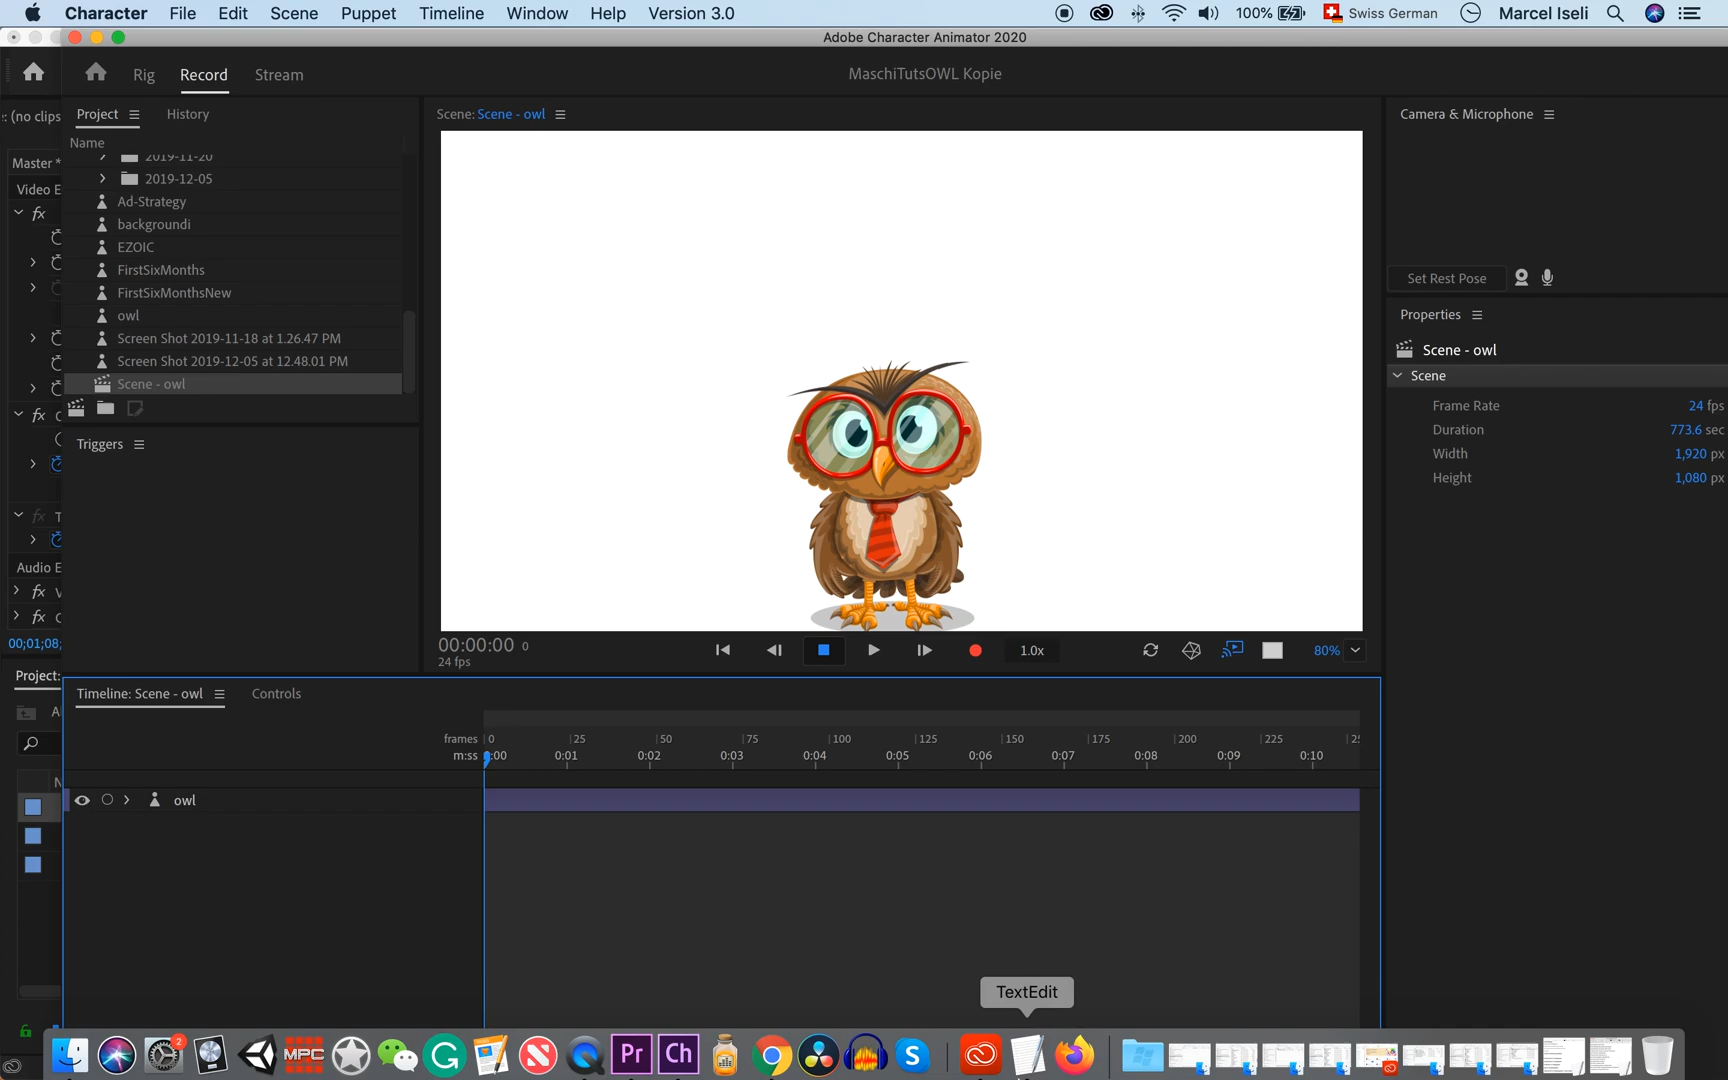 Character File Edit Scene Puppet Timeline Window Help Version 3.0 100% Swiss German Marcel Iseli
Adobe Character Animator 2020
Rig Record Stream MaschiTutsOWL Kopie
Project History
Name
2019-11-20
2019-12-05
Ad-Strategy
backgroundi
EZOIC
FirstSixMonths
FirstSixMonthsNew
owl
Screen Shot 2019-11-18 at 1.26.47 PM
Screen Shot 2019-12-05 at 12.48.01 PM
Scene - owl
Triggers
Scene: Scene - owl
00:00:00 0
24 fps
1.0x
80%
Camera & Microphone
Set Rest Pose
Properties
Scene - owl
Scene
Frame Rate 24 fps
Duration 773.6 sec
Width 1,920 px
Height 1,080 px
: (no clips
Master *
Video E
fx
fx
fx T
Audio E
fx
fx
00;01;08;
Project:
Timeline: Scene - owl Controls
frames 0 25 50 75 100 125 150 175 200 225
m:ss 0:01 0:02 0:03 0:04 0:05 0:06 0:07 0:08 0:09 0:10
owl
TextEdit
2
MPC
Pr
Ch